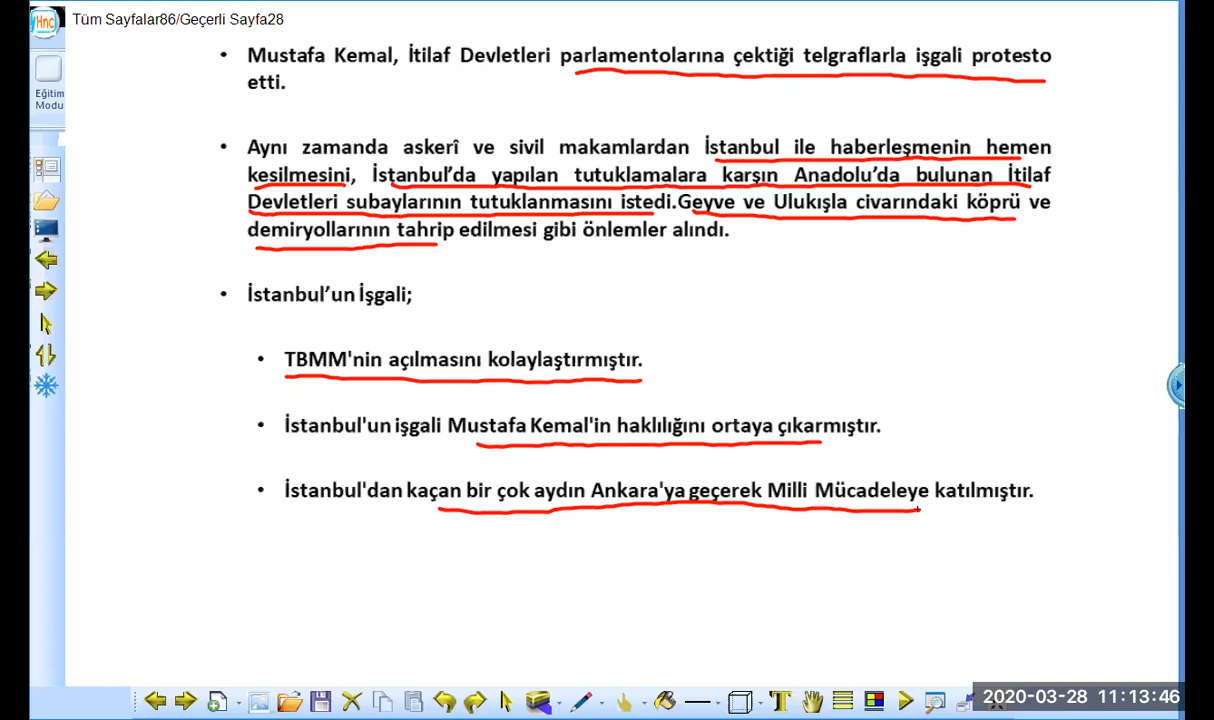 Hnc
Tüm Sayfalar86/Geçerli Sayfa28
Eğitim
Modu
• Mustafa Kemal, İtilaf Devletleri parlamentolarına çektiği telgraflarla işgali protesto
etti.
• Aynı zamanda askerî ve sivil makamlardan İstanbul ile haberleşmenin hemen
kesilmesini, İstanbul’da yapılan tutuklamalara karşın Anadolu’da bulunan İtilaf
Devletleri subaylarının tutuklanmasını istedi.Geyve ve Ulukışla civarındaki köprü ve
demiryollarının tahrip edilmesi gibi önlemler alındı.
• İstanbul’un İşgali;
• TBMM'nin açılmasını kolaylaştırmıştır.
• İstanbul'un işgali Mustafa Kemal'in haklılığını ortaya çıkarmıştır.
• İstanbul'dan kaçan bir çok aydın Ankara'ya geçerek Milli Mücadeleye katılmıştır.
2020-03-28 11:13:46